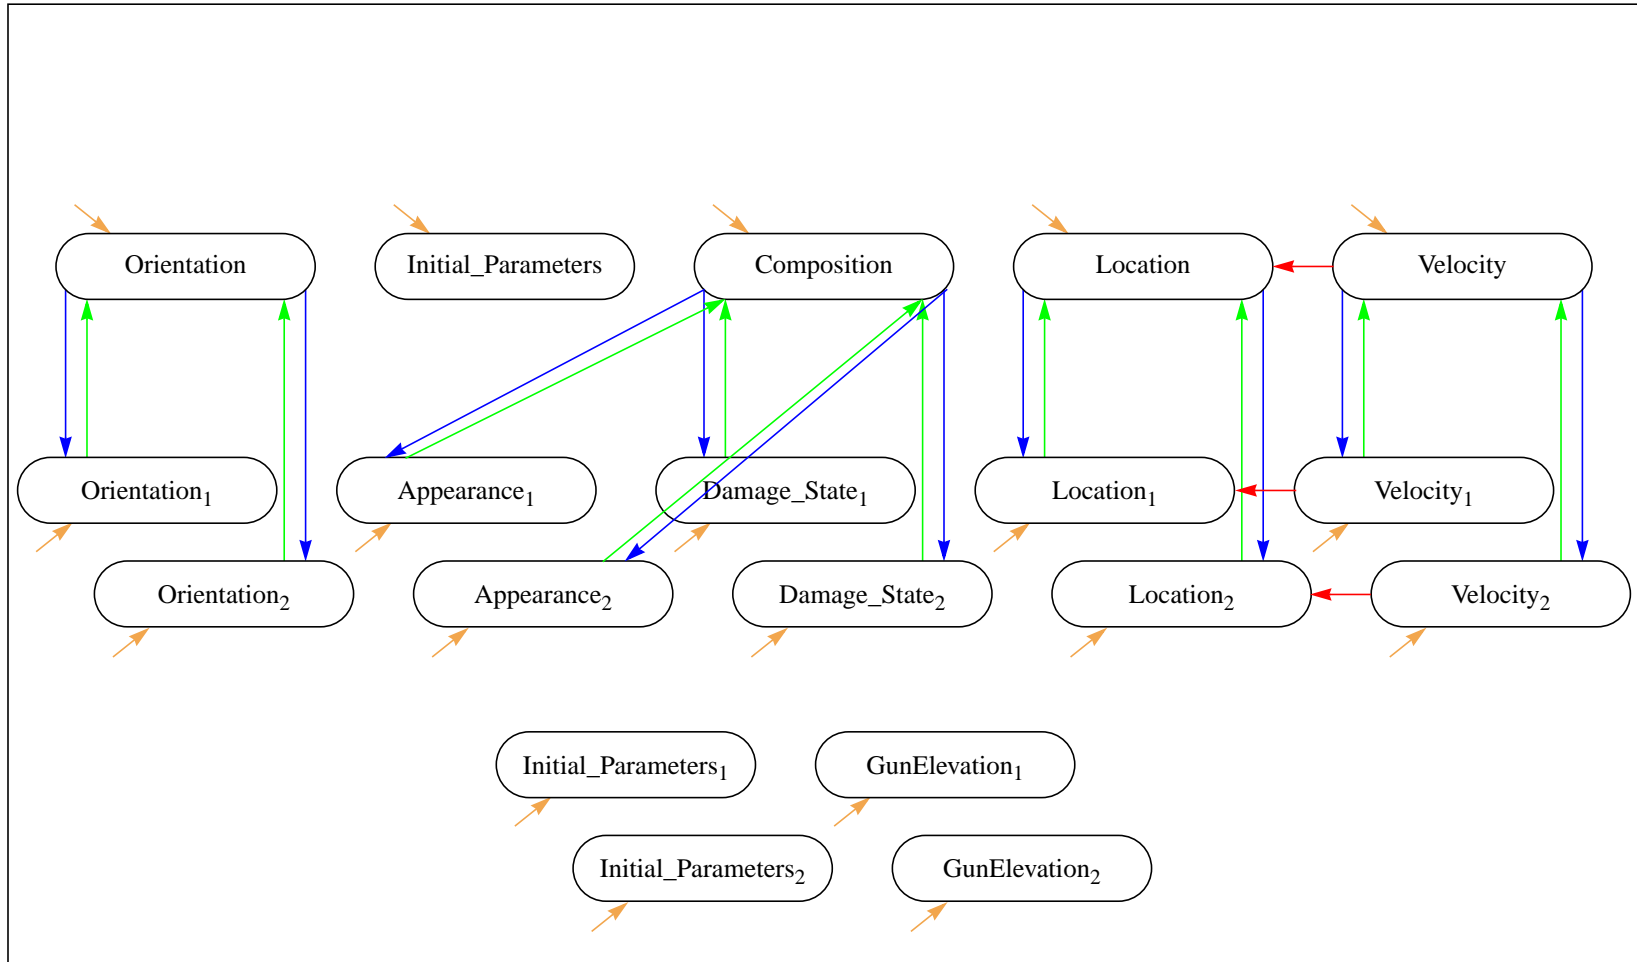 Orientation
Initial_Parameters
Composition
Location
Velocity
Orientation1
Appearance1
Damage_State1
Location1
Velocity1
Orientation2
Appearance2
Damage_State2
Location2
Velocity2
Initial_Parameters1
GunElevation1
Initial_Parameters2
GunElevation2